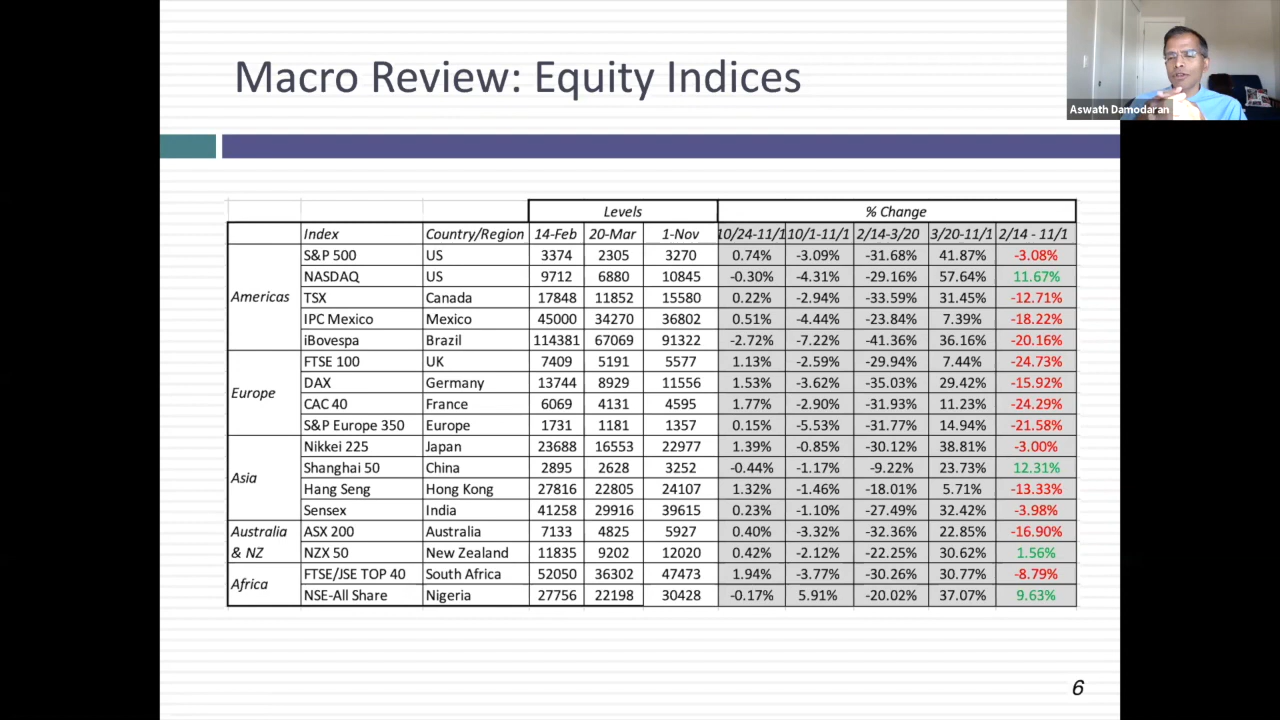 Macro Review: Equity Indices
Aswath Damodaran
Levels % Change
Index Country/Region 14-Feb 20-Mar 1-Nov 10/24-11/1 10/1-11/1 2/14-3/20 3/20-11/1 2/14 - 11/1
Americas S&P 500 US 3374 2305 3270 0.74% -3.09% -31.68% 41.87% -3.08%
NASDAQ US 9712 6880 10845 -0.30% -4.31% -29.16% 57.64% 11.67%
TSX Canada 17848 11852 15580 0.22% -2.94% -33.59% 31.45% -12.71%
IPC Mexico Mexico 45000 34270 36802 0.51% -4.44% -23.84% 7.39% -18.22%
iBovespa Brazil 114381 67069 91322 -2.72% -7.22% -41.36% 36.16% -20.16%
Europe FTSE 100 UK 7409 5191 5577 1.13% -2.59% -29.94% 7.44% -24.73%
DAX Germany 13744 8929 11556 1.53% -3.62% -35.03% 29.42% -15.92%
CAC 40 France 6069 4131 4595 1.77% -2.90% -31.93% 11.23% -24.29%
S&P Europe 350 Europe 1731 1181 1357 0.15% -5.53% -31.77% 14.94% -21.58%
Asia Nikkei 225 Japan 23688 16553 22977 1.39% -0.85% -30.12% 38.81% -3.00%
Shanghai 50 China 2895 2628 3252 -0.44% -1.17% -9.22% 23.73% 12.31%
Hang Seng Hong Kong 27816 22805 24107 1.32% -1.46% -18.01% 5.71% -13.33%
Sensex India 41258 29916 39615 0.23% -1.10% -27.49% 32.42% -3.98%
Australia ASX 200 Australia 7133 4825 5927 0.40% -3.32% -32.36% 22.85% -16.90%
& NZ NZX 50 New Zealand 11835 9202 12020 0.42% -2.12% -22.25% 30.62% 1.56%
Africa FTSE/JSE TOP 40 South Africa 52050 36302 47473 1.94% -3.77% -30.26% 30.77% -8.79%
NSE-All Share Nigeria 27756 22198 30428 -0.17% 5.91% -20.02% 37.07% 9.63%
6